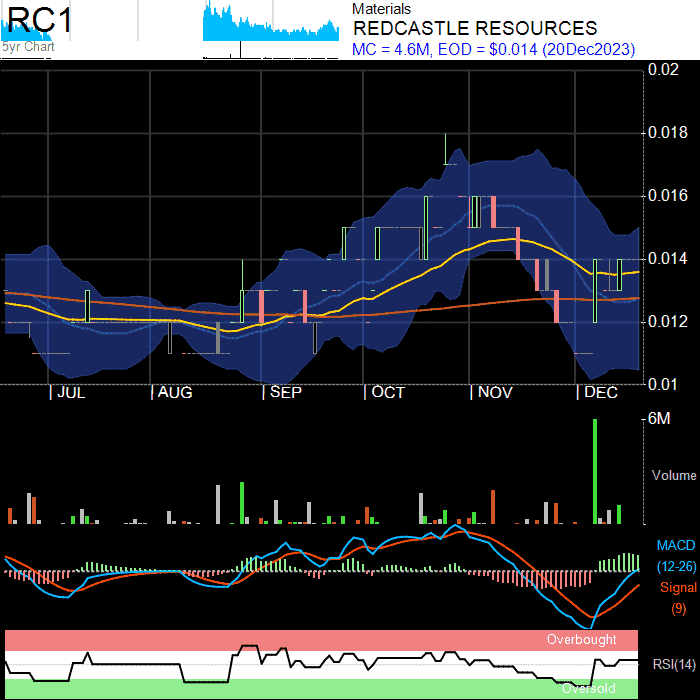 RC1
5yr Chart
Materials
REDCASTLE RESOURCES
MC = 4.6M, EOD = $0.014 (20Dec2023)
0.02
0.018
0.016
0.014
0.012
0.01
JUL AUG SEP OCT NOV DEC
6M
Volume
MACD
(12-26)
Signal
(9)
Overbought
RSI(14)
Oversold